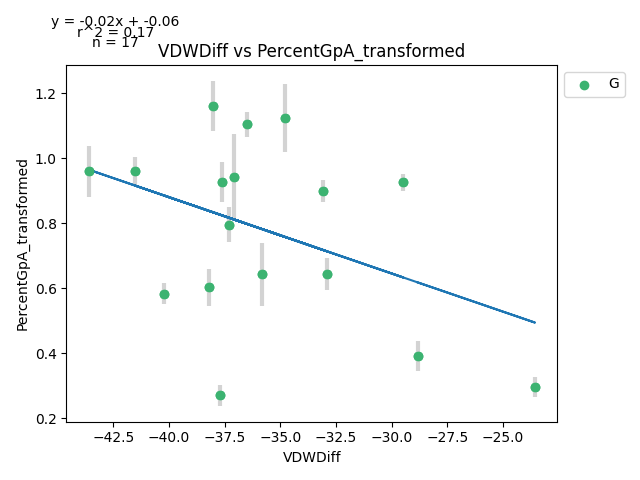 y = -0.02x + -0.06
r^2 = 0.17
n = 17
VDWDiff vs PercentGpA_transformed
G
PercentGpA_transformed
1.2
1.0
0.8
0.6
0.4
0.2
−42.5 −40.0 −37.5 −35.0 −32.5 −30.0 −27.5 −25.0
VDWDiff